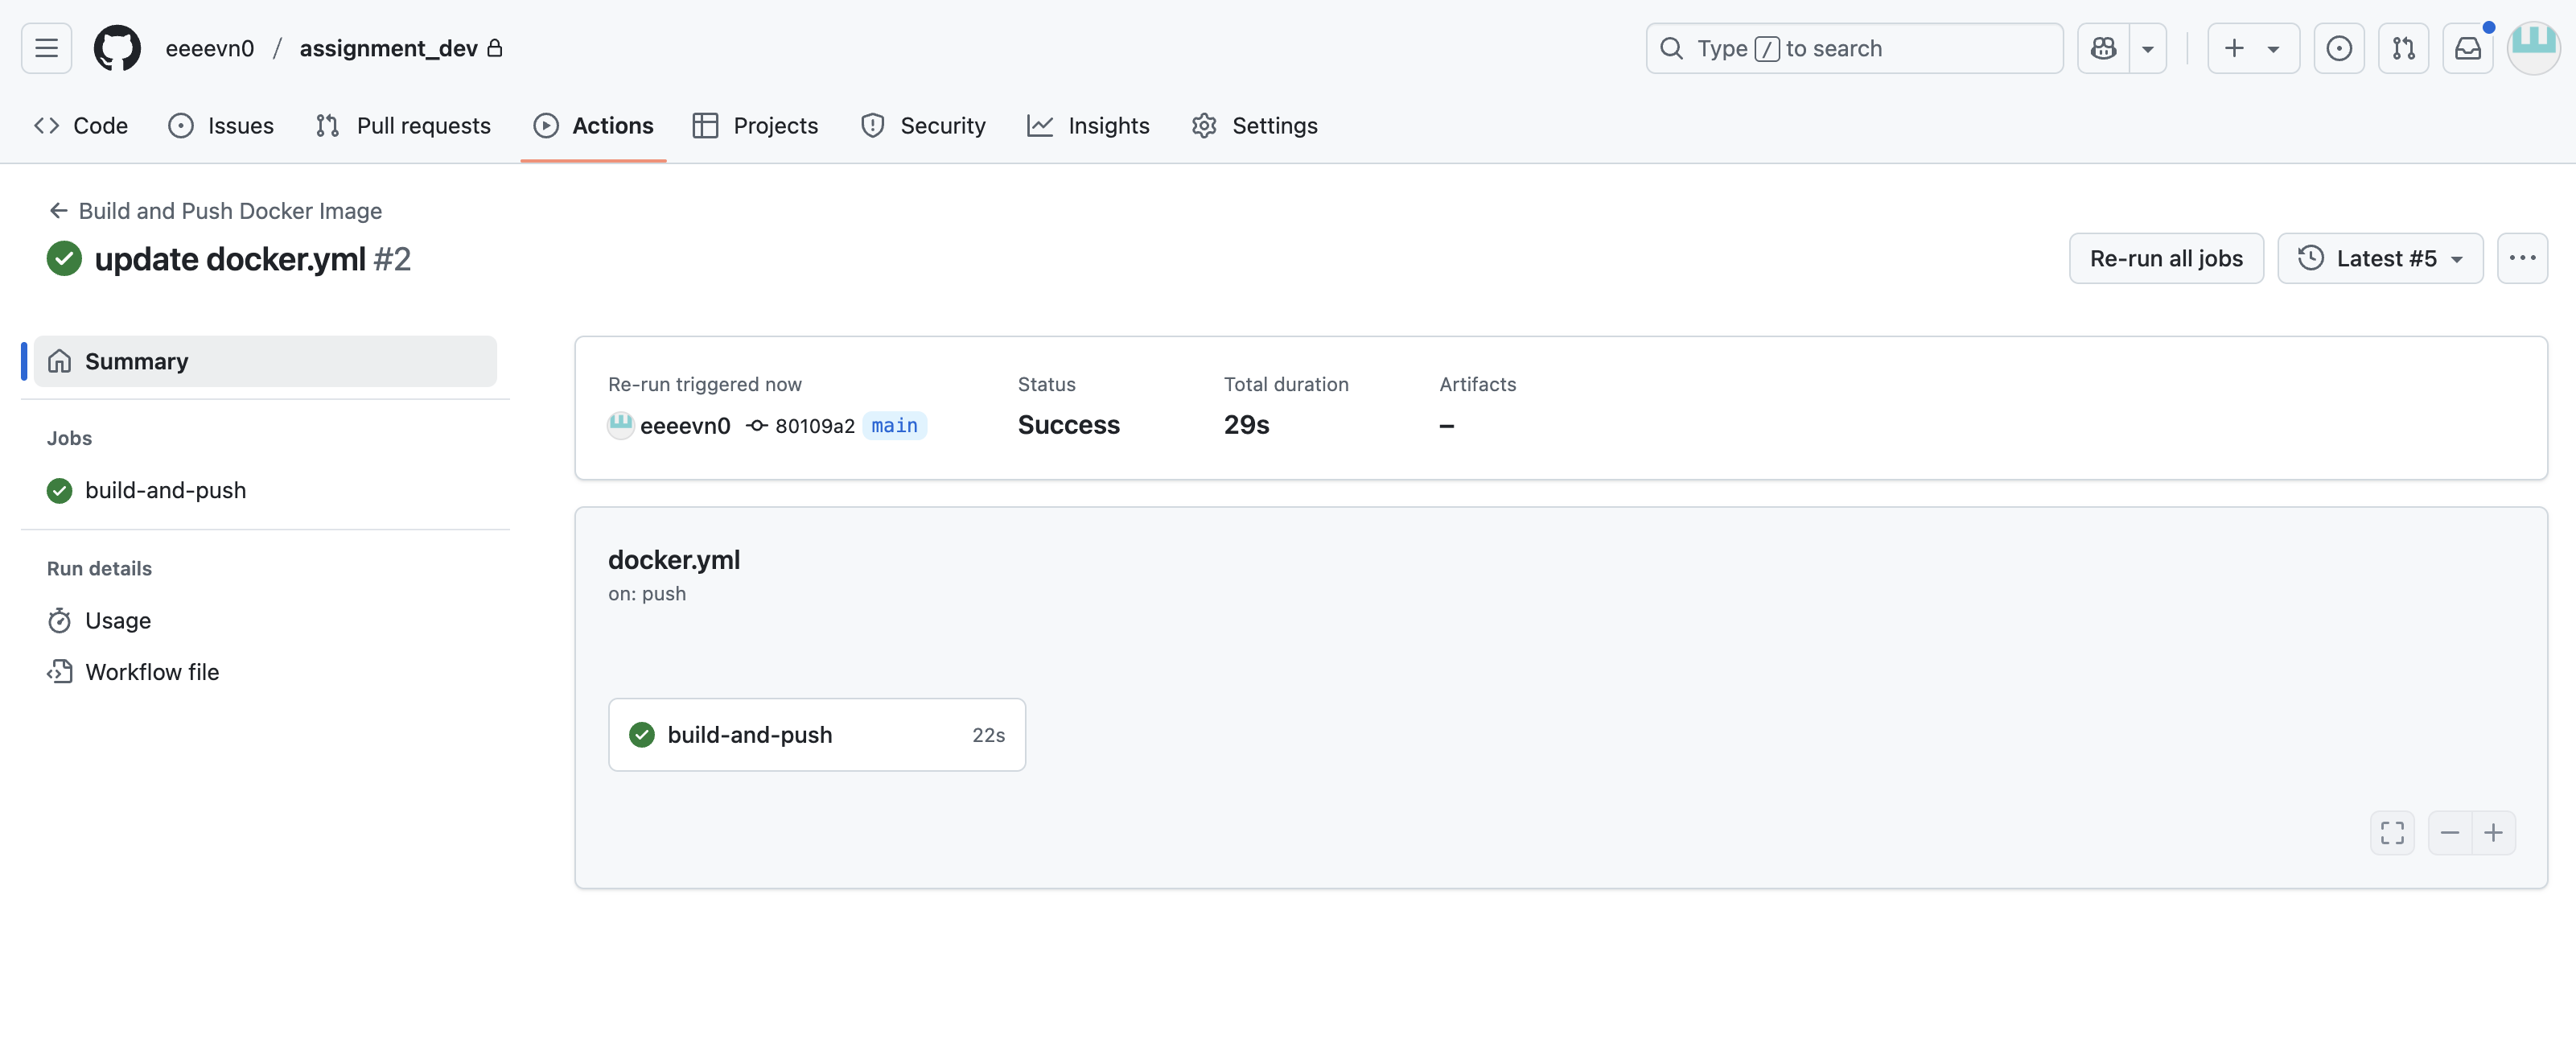 eeeevn0 / assignment_dev
Type / to search
Code
Issues
Pull requests
Actions
Projects
Security
Insights
Settings
Build and Push Docker Image
update docker.yml #2
Re-run all jobs
Latest #5
Summary
Jobs
build-and-push
Run details
Usage
Workflow file
Re-run triggered now
eeeevn0 80109a2 main
Status
Success
Total duration
29s
Artifacts
–
docker.yml
on: push
build-and-push 22s